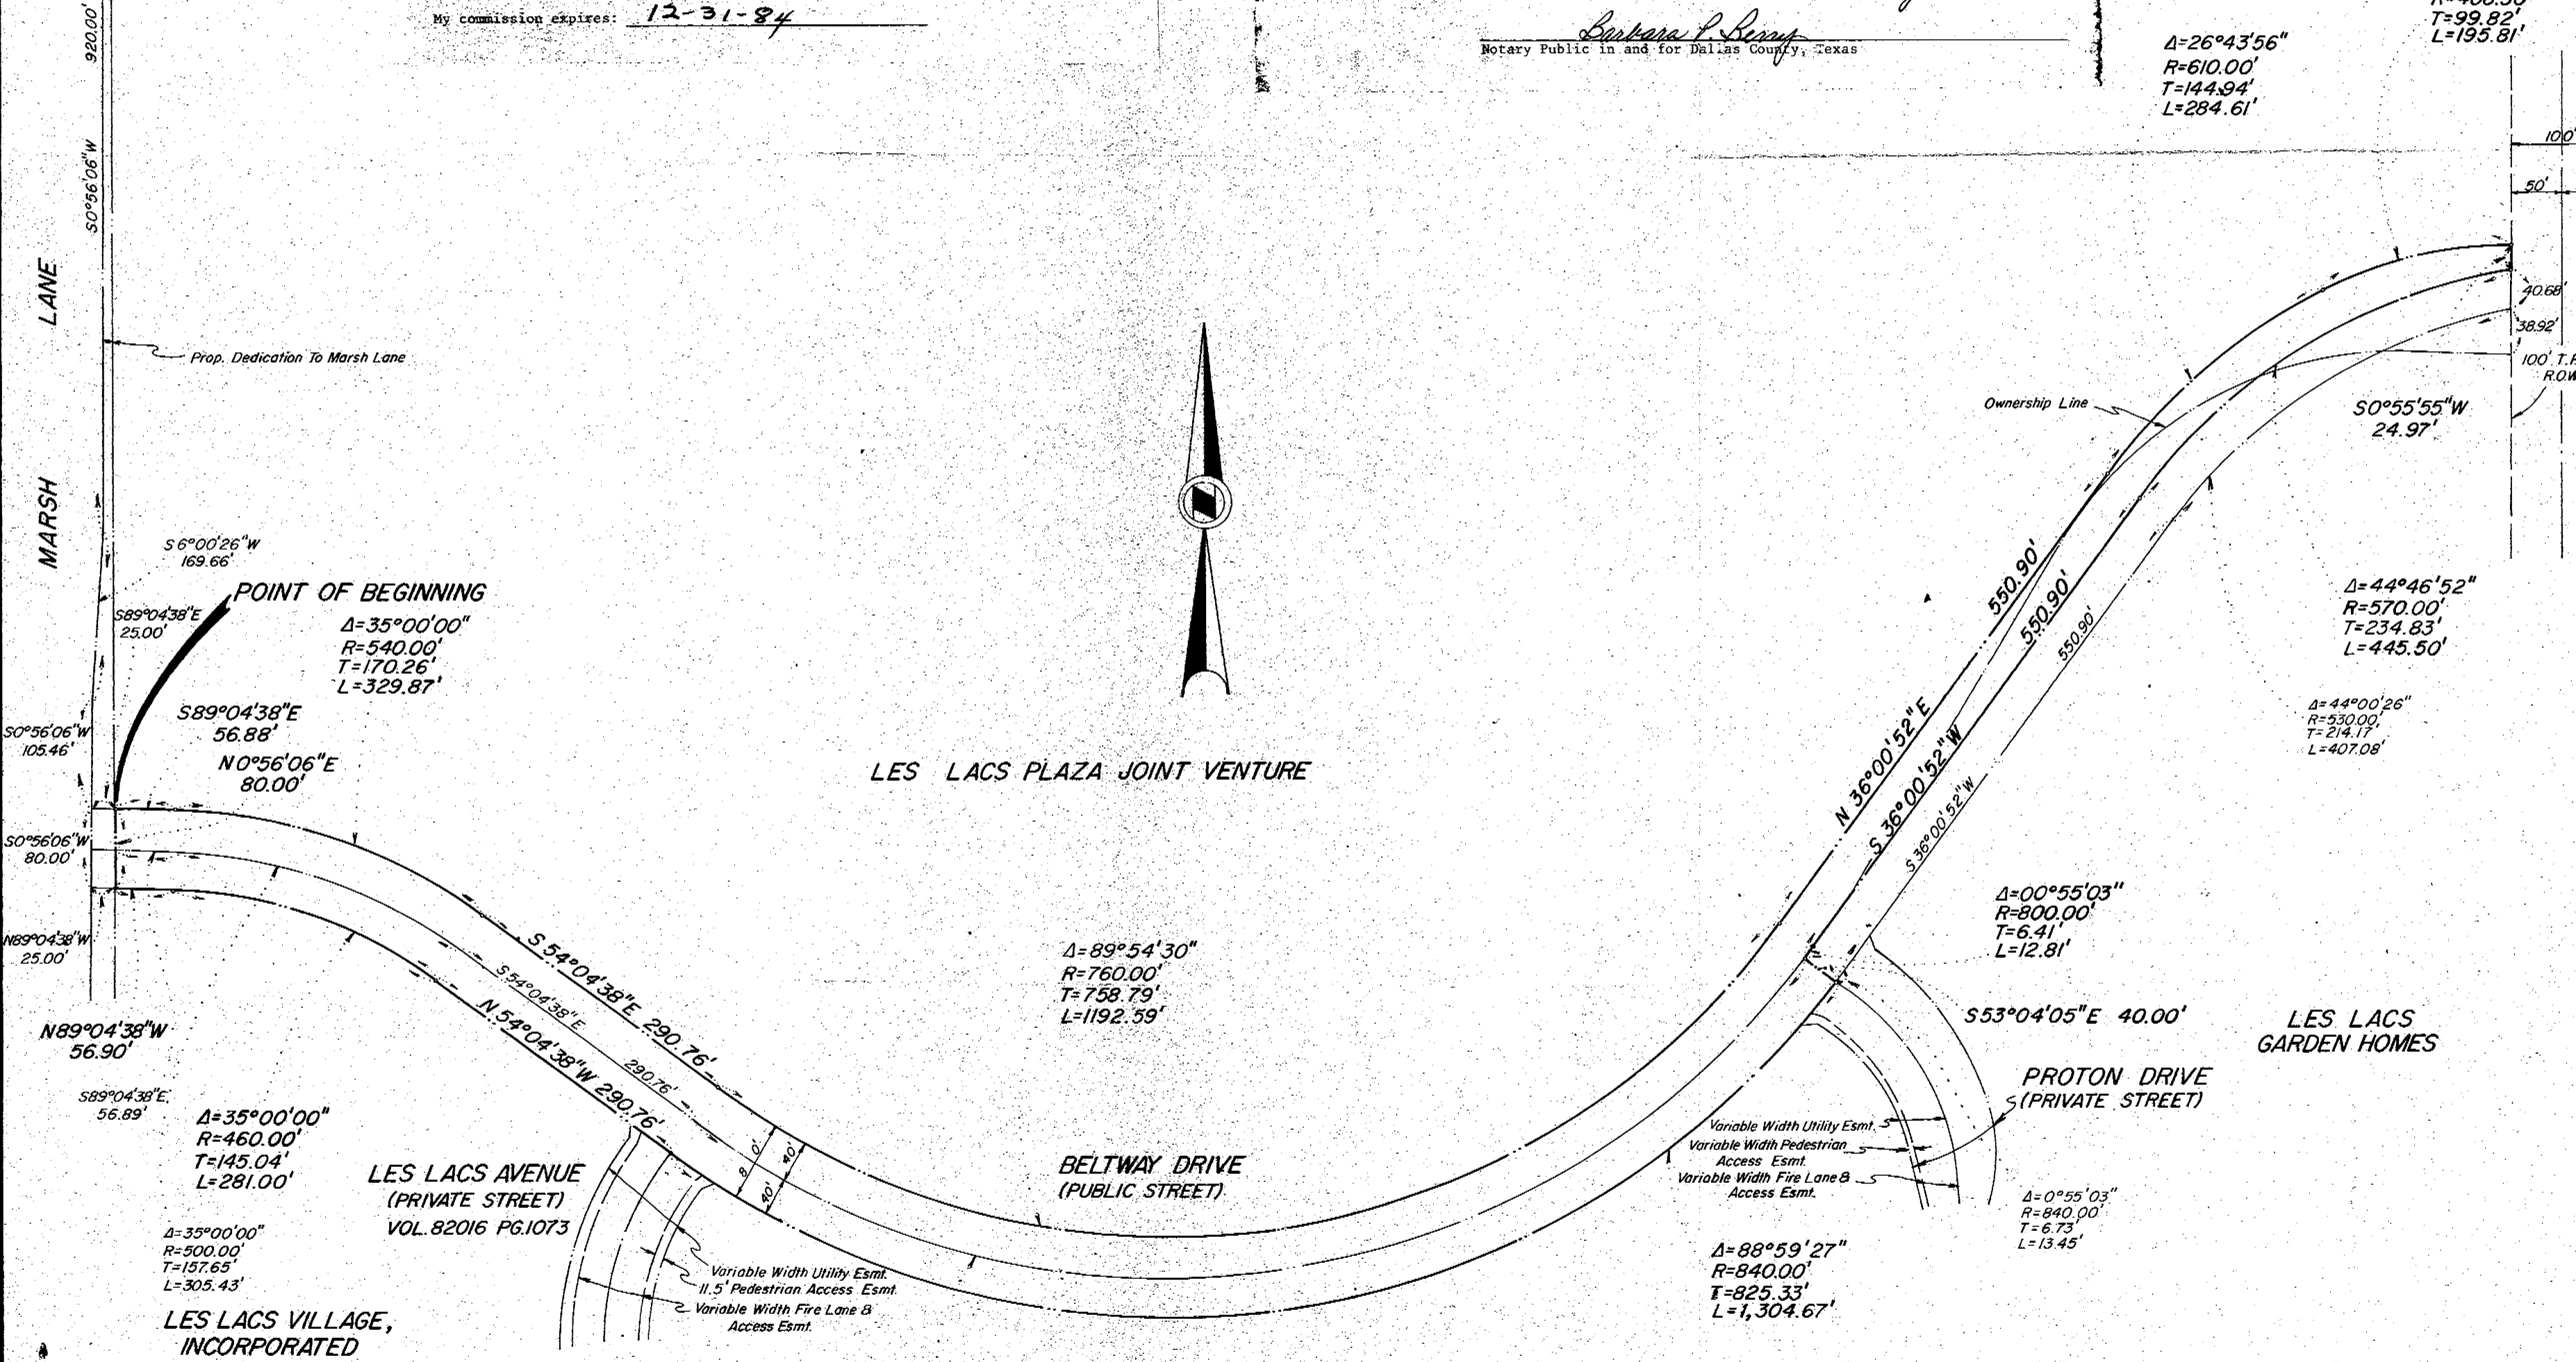 My commission expires: 12-31-84
Barbara P. Berry
Notary Public in and for Dallas County, Texas
T=99.82'
L=195.81'
Δ=26°43'56"
R=610.00'
T=144.94'
L=284.61'
100'
50'
920.00'
S0°56'06"W
MARSH LANE
Prop. Dedication To Marsh Lane
40.68'
38.92'
100' T.P.
R.O.W
Ownership Line
S0°55'55"W
24.97'
S6°00'26"W
169.66'
POINT OF BEGINNING
S89°04'38"E
25.00'
Δ=35°00'00"
R=540.00'
T=170.26'
L=329.87'
S89°04'38"E
56.88'
N0°56'06"E
80.00'
S0°56'06"W
105.46'
S0°56'06"W
80.00'
N89°04'38"W
25.00'
LES LACS PLAZA JOINT VENTURE
550.90'
550.90'
550.90'
N 36°00'52" E
S 36°00'52" W
S 36°00'52" W
Δ=44°46'52"
R=570.00'
T=234.83'
L=445.50'
Δ=44°00'26"
R=530.00'
T=214.17'
L=407.08'
Δ=00°55'03"
R=800.00'
T=6.41'
L=12.81'
S53°04'05"E 40.00'
LES LACS
GARDEN HOMES
PROTON DRIVE
(PRIVATE STREET)
S 54°04'38"E 290.76'
S 54°04'38"E 290.76'
N 54°04'38"W 290.76'
Δ=89°54'30"
R=760.00'
T=758.79'
L=1192.59'
N89°04'38"W
56.90'
S89°04'38"E
56.89'
Δ=35°00'00"
R=460.00'
T=145.04'
L=281.00'
Δ=35°00'00"
R=500.00'
T=157.65'
L=305.43'
LES LACS AVENUE
(PRIVATE STREET)
VOL. 82016 PG.1073
80'
40'
40'
BELTWAY DRIVE
(PUBLIC STREET)
Variable Width Utility Esmt.
Variable Width Pedestrian
Access Esmt.
Variable Width Fire Lane &
Access Esmt.
Δ=0°55'03"
R=840.00'
T=6.73'
L=13.45'
Δ=88°59'27"
R=840.00'
T=825.33'
L=1,304.67'
Variable Width Utility Esmt.
11.5' Pedestrian Access Esmt.
Variable Width Fire Lane &
Access Esmt.
LES LACS VILLAGE,
INCORPORATED